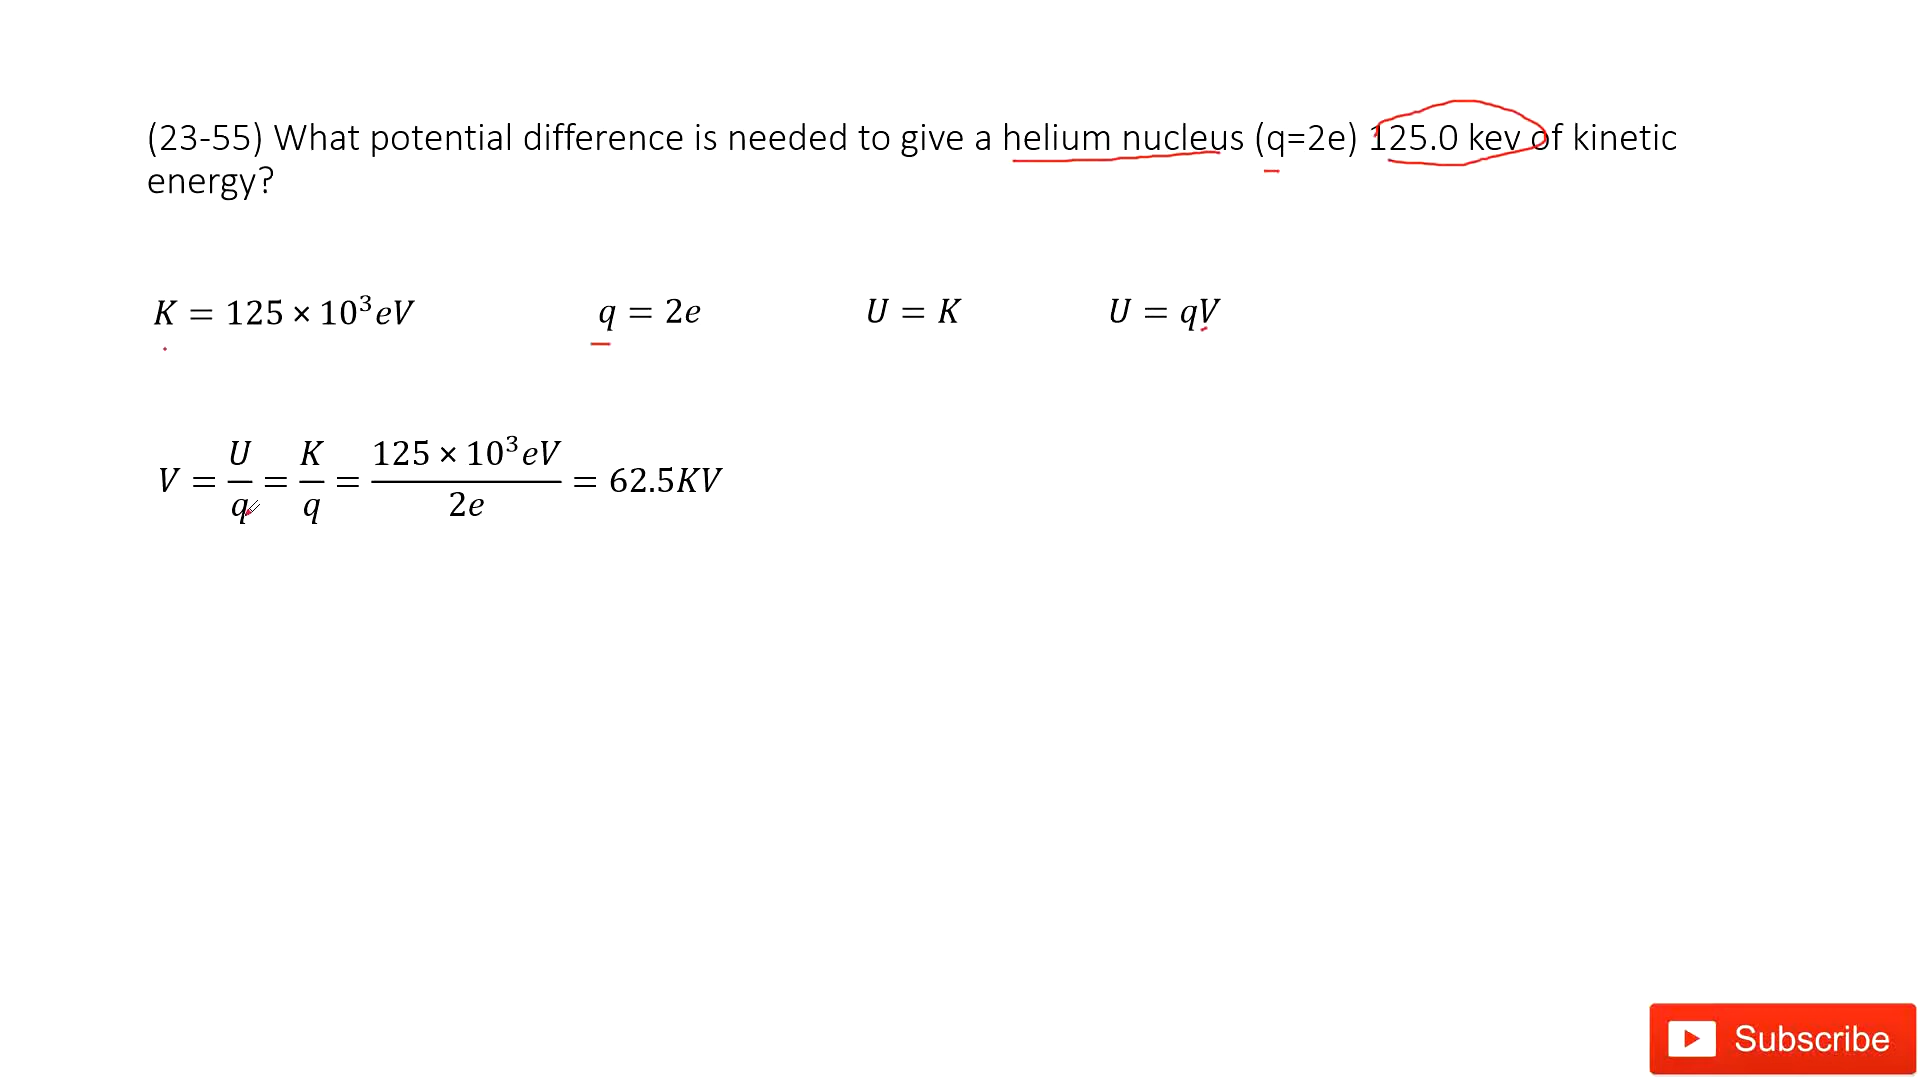 (23-55) What potential difference is needed to give a helium nucleus (q=2e) 125.0 kev of kinetic
energy?
K = 125 × 10³eV q = 2e U = K U = qV
V = U/q = K/q = 125 × 10³eV/2e = 62.5KV
Subscribe